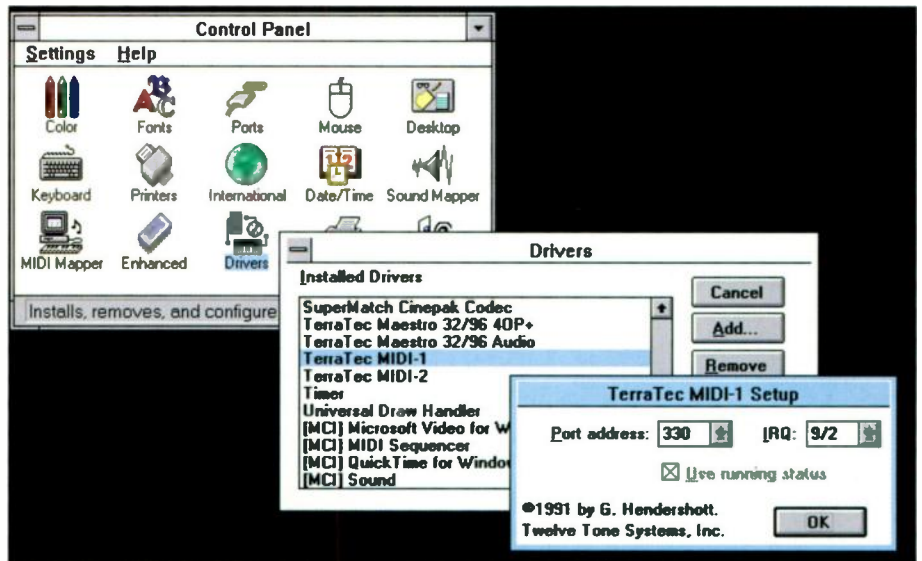 Control Panel
Settings Help
Color Fonts Ports Mouse Desktop
Keyboard Printers International Date/Time Sound Mapper
MIDI Mapper Enhanced Drivers
Installs, removes, and configure
Drivers
Installed Drivers
SuperMatch Cinepak Codec
TerraTec Maestro 32/96 4OP+
TerraTec Maestro 32/96 Audio
TerraTec MIDI-1
TerraTec MIDI-2
Timer
Universal Draw Handler
[MCI] Microsoft Video for W
[MCI] MIDI Sequencer
[MCI] QuickTime for Window
[MCI] Sound
Cancel
Add...
Remove
TerraTec MIDI-1 Setup
Port address: 330 IRQ: 9/2
Use running status
©1991 by G. Hendershott.
Twelve Tone Systems, Inc.
OK